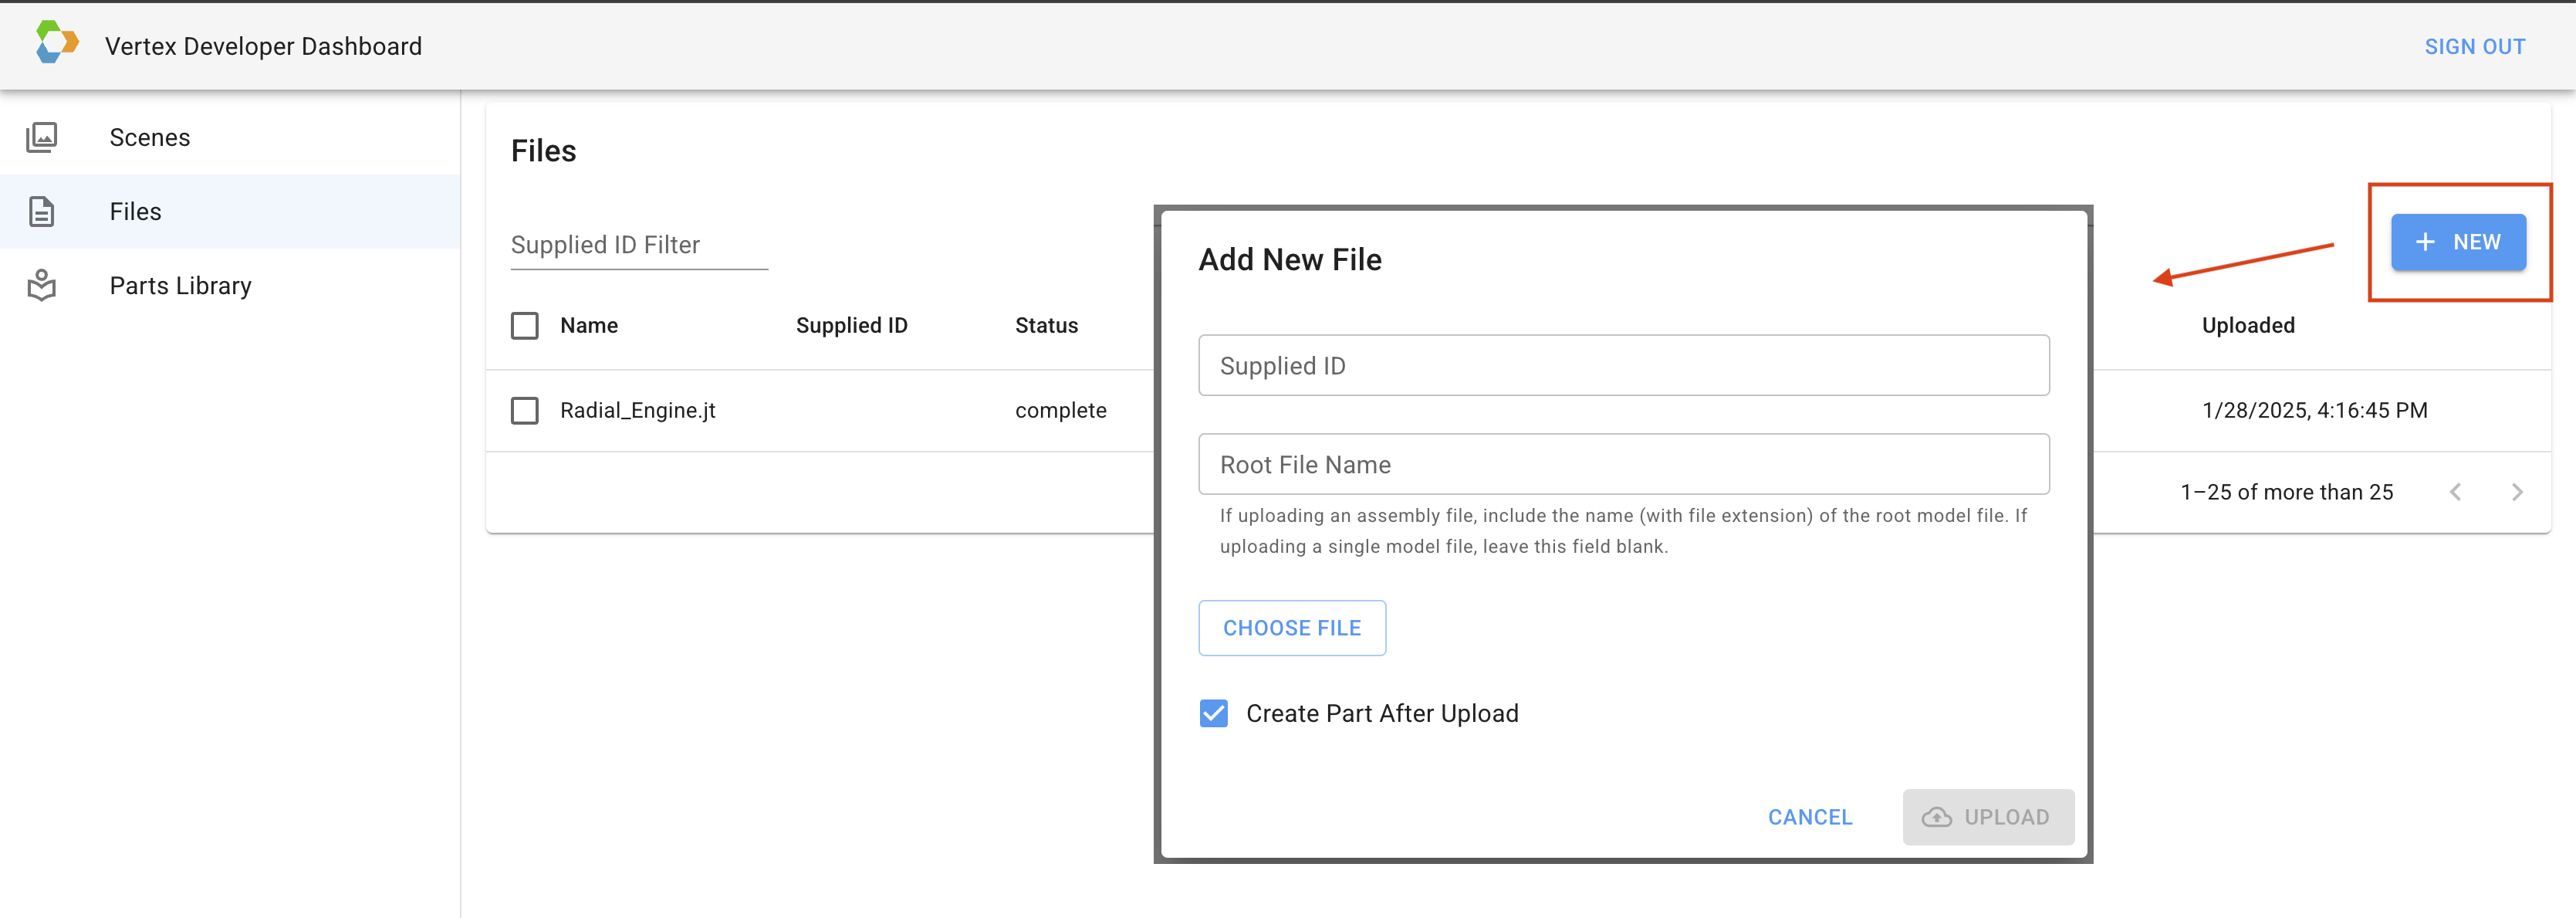 Vertex Developer Dashboard
SIGN OUT
Scenes
Files
Parts Library
Files
Supplied ID Filter
NEW
Name Supplied ID Status Uploaded
Radial_Engine.jt complete 1/28/2025, 4:16:45 PM
1–25 of more than 25
Add New File
Supplied ID
Root File Name
If uploading an assembly file, include the name (with file extension) of the root model file. If
uploading a single model file, leave this field blank.
CHOOSE FILE
Create Part After Upload
CANCEL
UPLOAD